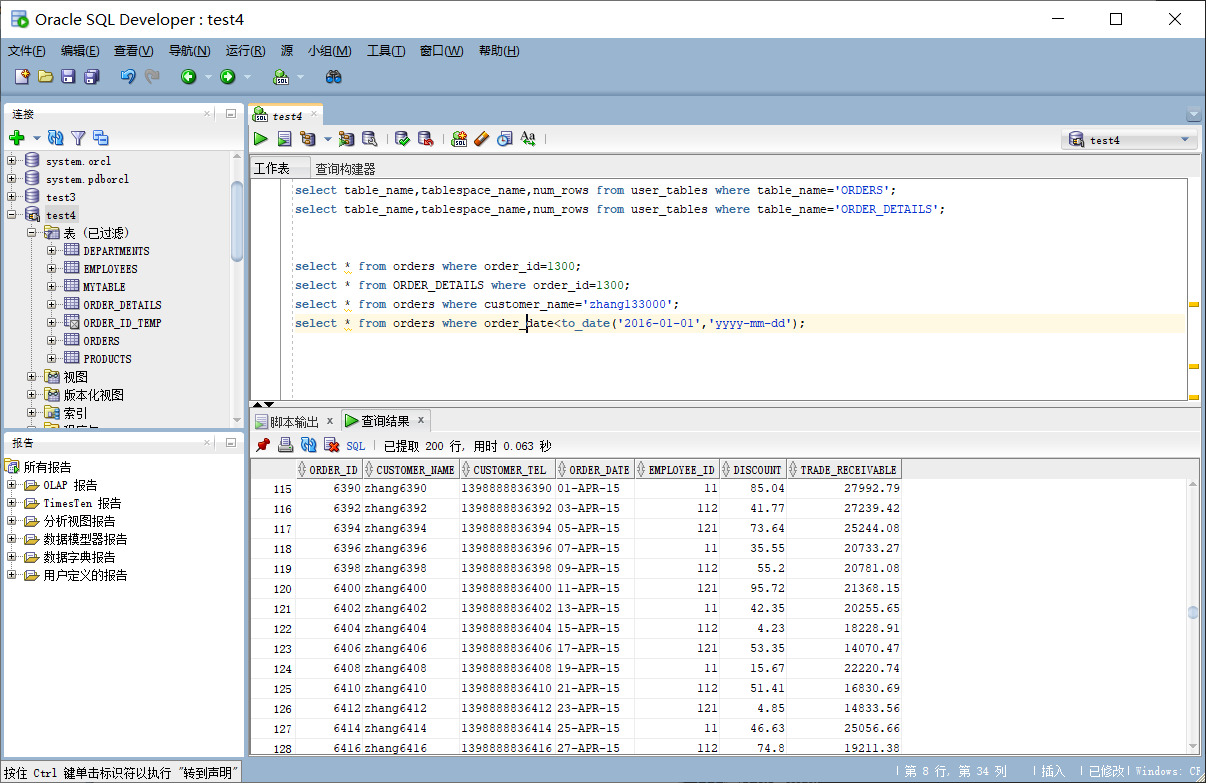 Oracle SQL Developer : test4
文件(F) 编辑(E) 查看(V) 导航(N) 运行(R) 源 小组(M) 工具(T) 窗口(W) 帮助(H)
连接
system.orcl
system.pdborcl
test3
test4
表 (已过滤)
DEPARTMENTS
EMPLOYEES
MYTABLE
ORDER_DETAILS
ORDER_ID_TEMP
ORDERS
PRODUCTS
视图
版本化视图
索引
报告
所有报告
OLAP 报告
TimesTen 报告
分析视图报告
数据模型器报告
数据字典报告
用户定义的报告
test4
test4
工作表 查询构建器
select table_name,tablespace_name,num_rows from user_tables where table_name='ORDERS';
select table_name,tablespace_name,num_rows from user_tables where table_name='ORDER_DETAILS';
select * from orders where order_id=1300;
select * from ORDER_DETAILS where order_id=1300;
select * from orders where customer_name='zhang133000';
select * from orders where order_date<to_date('2016-01-01','yyyy-mm-dd');
脚本输出 x 查询结果 x
SQL | 已提取 200 行, 用时 0.063 秒
ORDER_ID CUSTOMER_NAME CUSTOMER_TEL ORDER_DATE EMPLOYEE_ID DISCOUNT TRADE_RECEIVABLE
115 6390 zhang6390 1398888836390 01-APR-15 11 85.04 27992.79
116 6392 zhang6392 1398888836392 03-APR-15 112 41.77 27239.42
117 6394 zhang6394 1398888836394 05-APR-15 121 73.64 25244.08
118 6396 zhang6396 1398888836396 07-APR-15 11 35.55 20733.27
119 6398 zhang6398 1398888836398 09-APR-15 112 55.2 20781.08
120 6400 zhang6400 1398888836400 11-APR-15 121 95.72 21368.15
121 6402 zhang6402 1398888836402 13-APR-15 11 42.35 20255.65
122 6404 zhang6404 1398888836404 15-APR-15 112 4.23 18228.91
123 6406 zhang6406 1398888836406 17-APR-15 121 53.35 14070.47
124 6408 zhang6408 1398888836408 19-APR-15 11 15.67 22220.74
125 6410 zhang6410 1398888836410 21-APR-15 112 51.41 16830.69
126 6412 zhang6412 1398888836412 23-APR-15 121 4.85 14833.56
127 6414 zhang6414 1398888836414 25-APR-15 11 46.63 25056.66
128 6416 zhang6416 1398888836416 27-APR-15 112 74.8 19211.38
按住 Ctrl 键单击标识符以执行 "转到声明" | 第 8 行, 第 34 列 | 插入 | 已修改 | Windows: CF